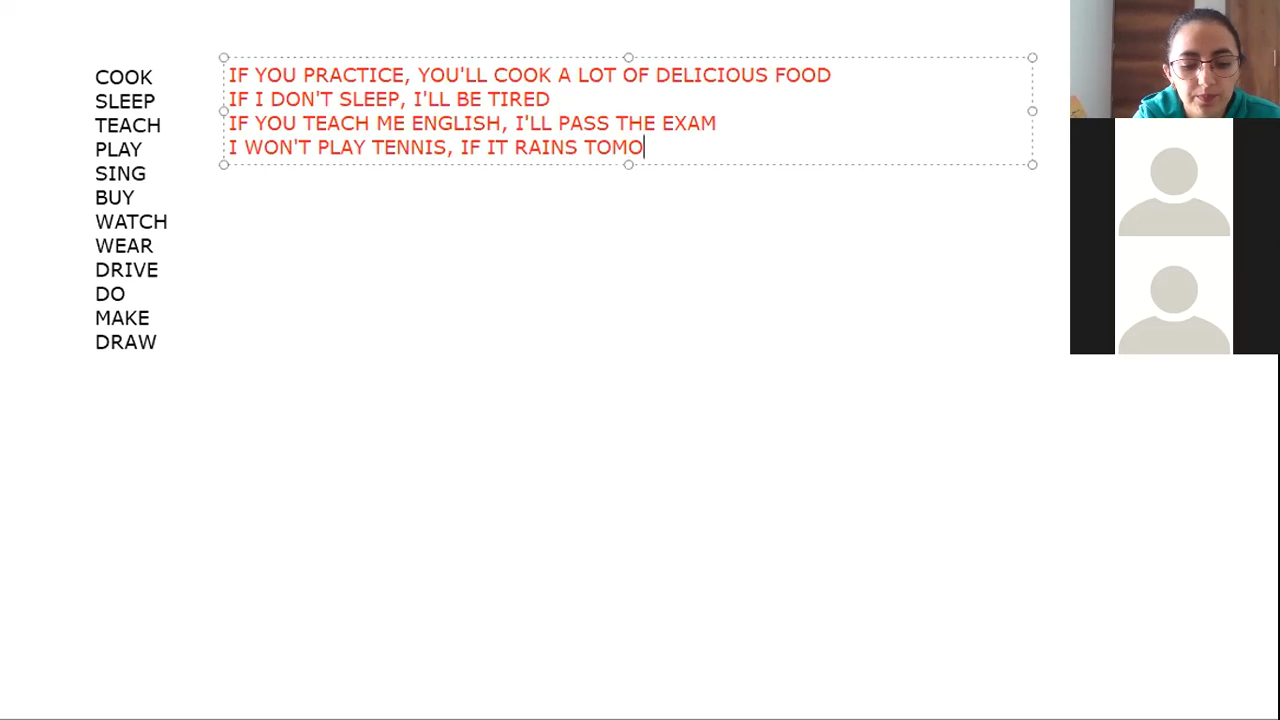 COOK
SLEEP
TEACH
PLAY
SING
BUY
WATCH
WEAR
DRIVE
DO
MAKE
DRAW
IF YOU PRACTICE, YOU'LL COOK A LOT OF DELICIOUS FOOD
IF I DON'T SLEEP, I'LL BE TIRED
IF YOU TEACH ME ENGLISH, I'LL PASS THE EXAM
I WON'T PLAY TENNIS, IF IT RAINS TOMO